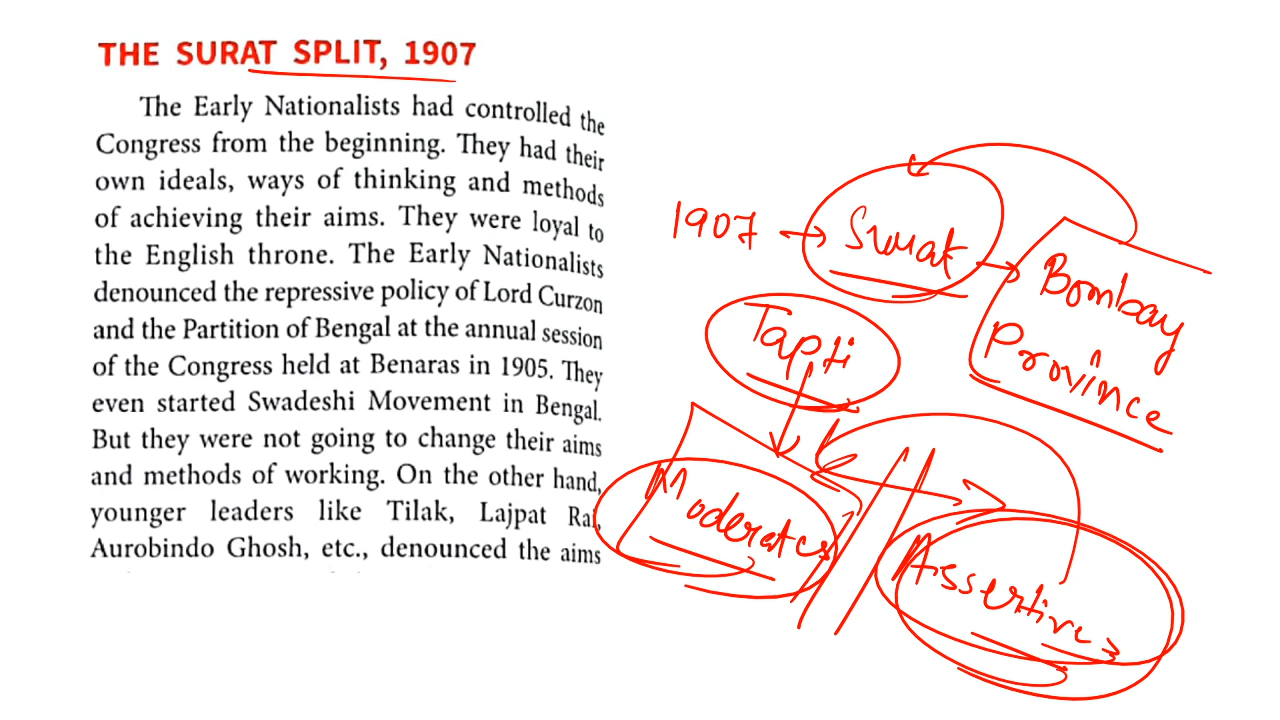 THE SURAT SPLIT, 1907
The Early Nationalists had controlled the
Congress from the beginning. They had their
own ideals, ways of thinking and methods
of achieving their aims. They were loyal to
the English throne. The Early Nationalists
denounced the repressive policy of Lord Curzon
and the Partition of Bengal at the annual session
of the Congress held at Benaras in 1905. They
even started Swadeshi Movement in Bengal.
But they were not going to change their aims
and methods of working. On the other hand,
younger leaders like Tilak, Lajpat Rai,
Aurobindo Ghosh, etc., denounced the aims
1907 → Surat → Bombay
Province
Tapti
Moderates
Assertives